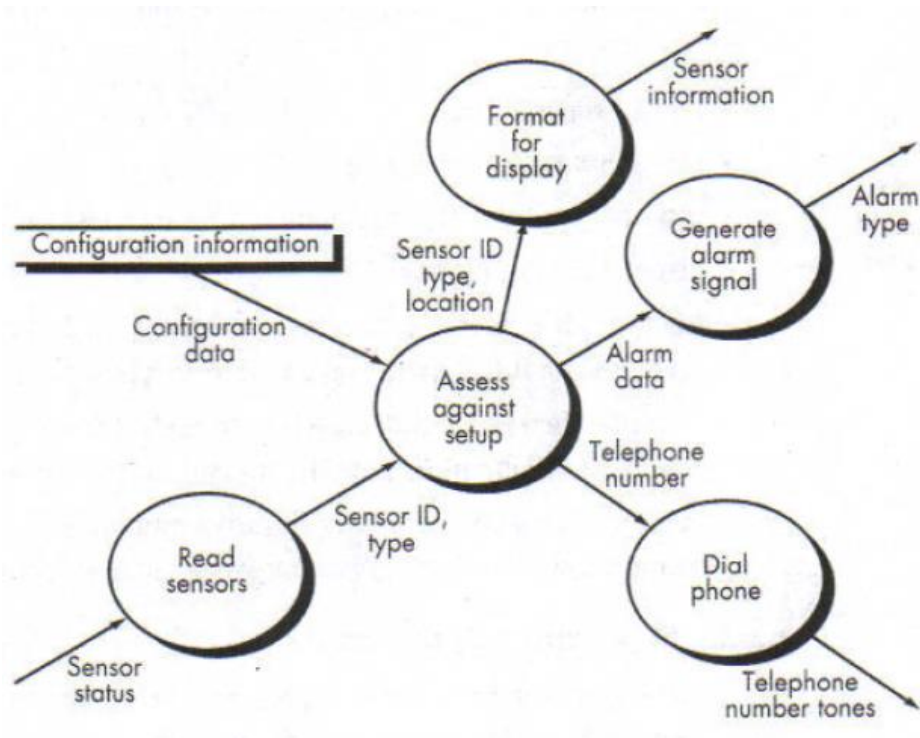 Sensor
information
Format
for
display
Alarm
type
Generate
alarm
signal
Configuration information
Sensor ID
type,
location
Configuration
data
Alarm
data
Assess
against
setup
Telephone
number
Sensor ID,
type
Read
sensors
Dial
phone
Sensor
status
Telephone
number tones